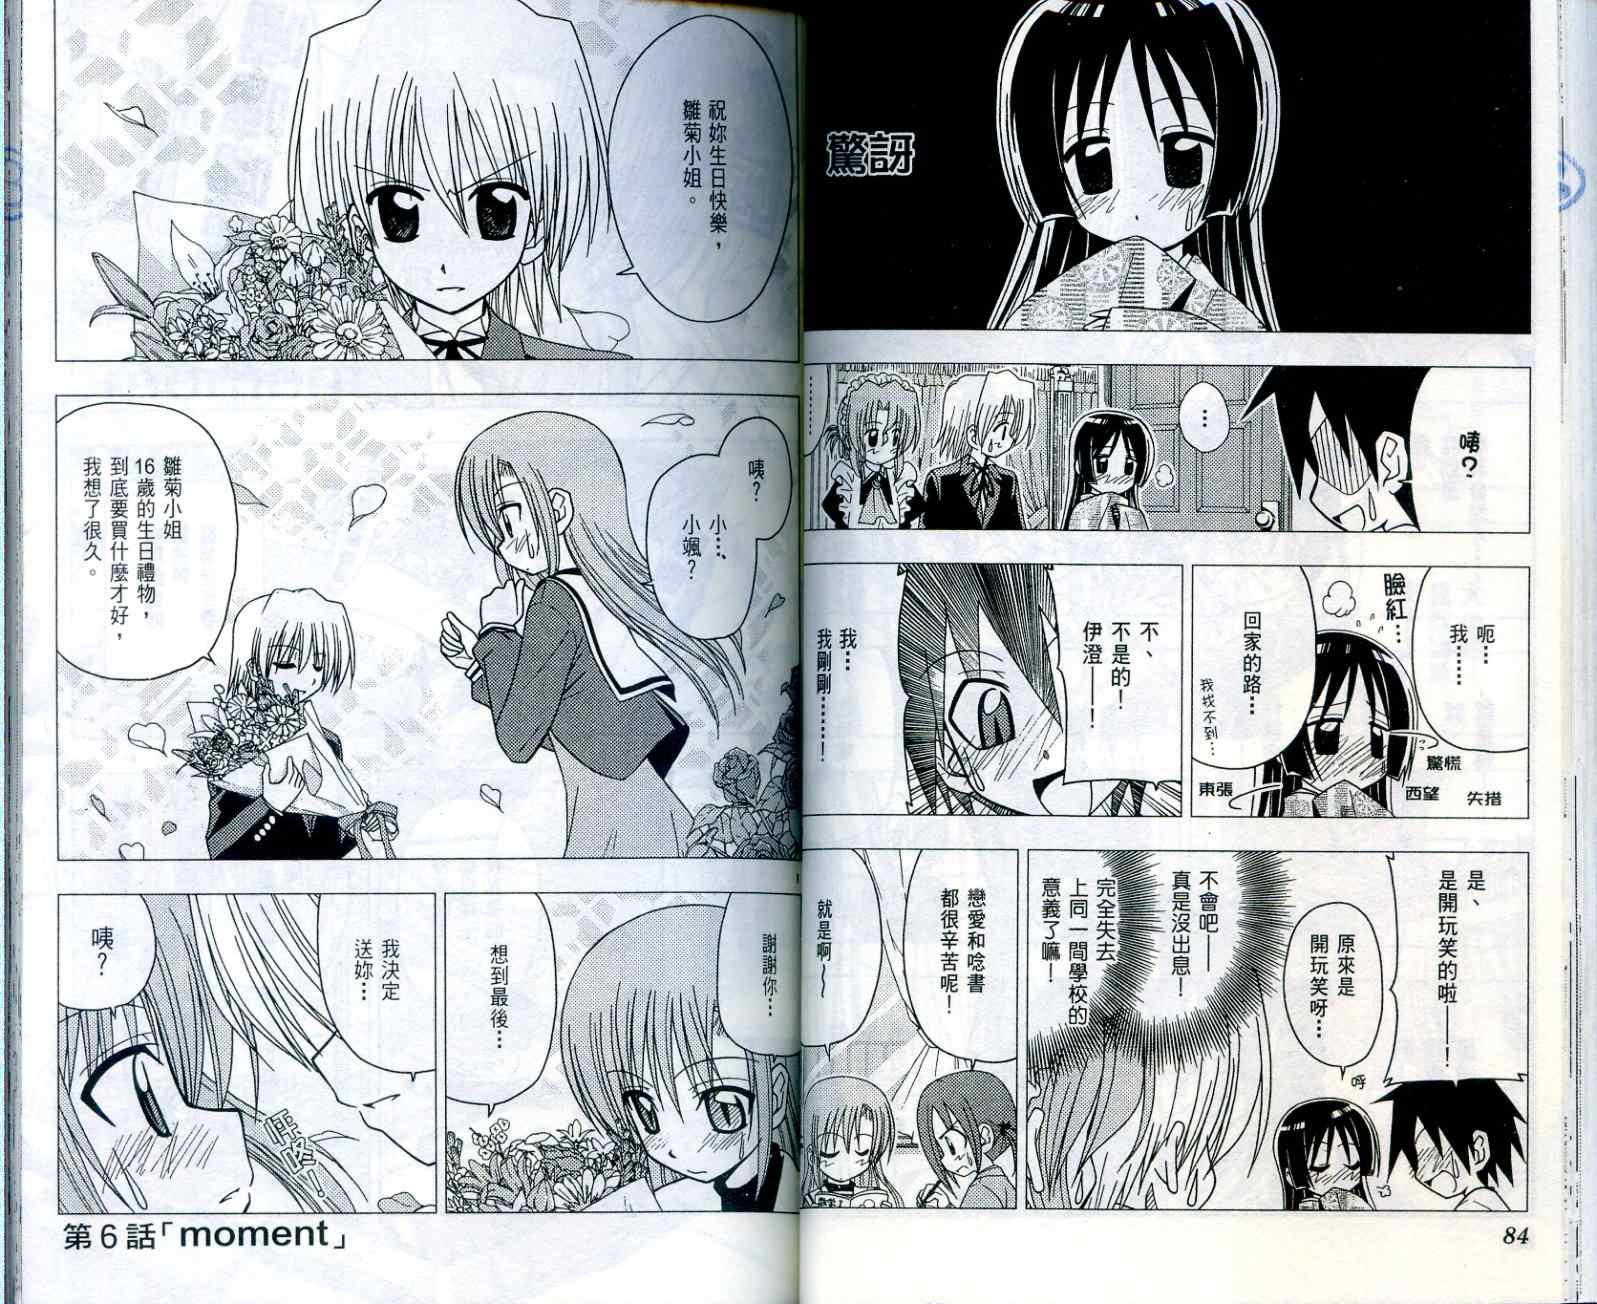 驚訝
咦？
…
………
呃…
我……
臉紅…
回家的路…
我找不到…
驚慌
失措
東張
西望
不、
不是的！
伊澄——！
我…
我剛剛……！
是、
是開玩笑的啦——！
原來是
開玩笑呀…
呼
不會吧——
真是沒出息！
完全失去
上同一間學校的
意義了嘛！
戀愛和唸書
都很辛苦呢！
就是啊～
84
祝妳生日快樂，
雛菊小姐。
咦？
小…、
小颯？
雛菊小姐
16歲的生日禮物，
到底要買什麼才好，
我想了很久。
謝謝你…
想到最後…
我決定
送妳…
咦？
怦咚！
第6話「moment」